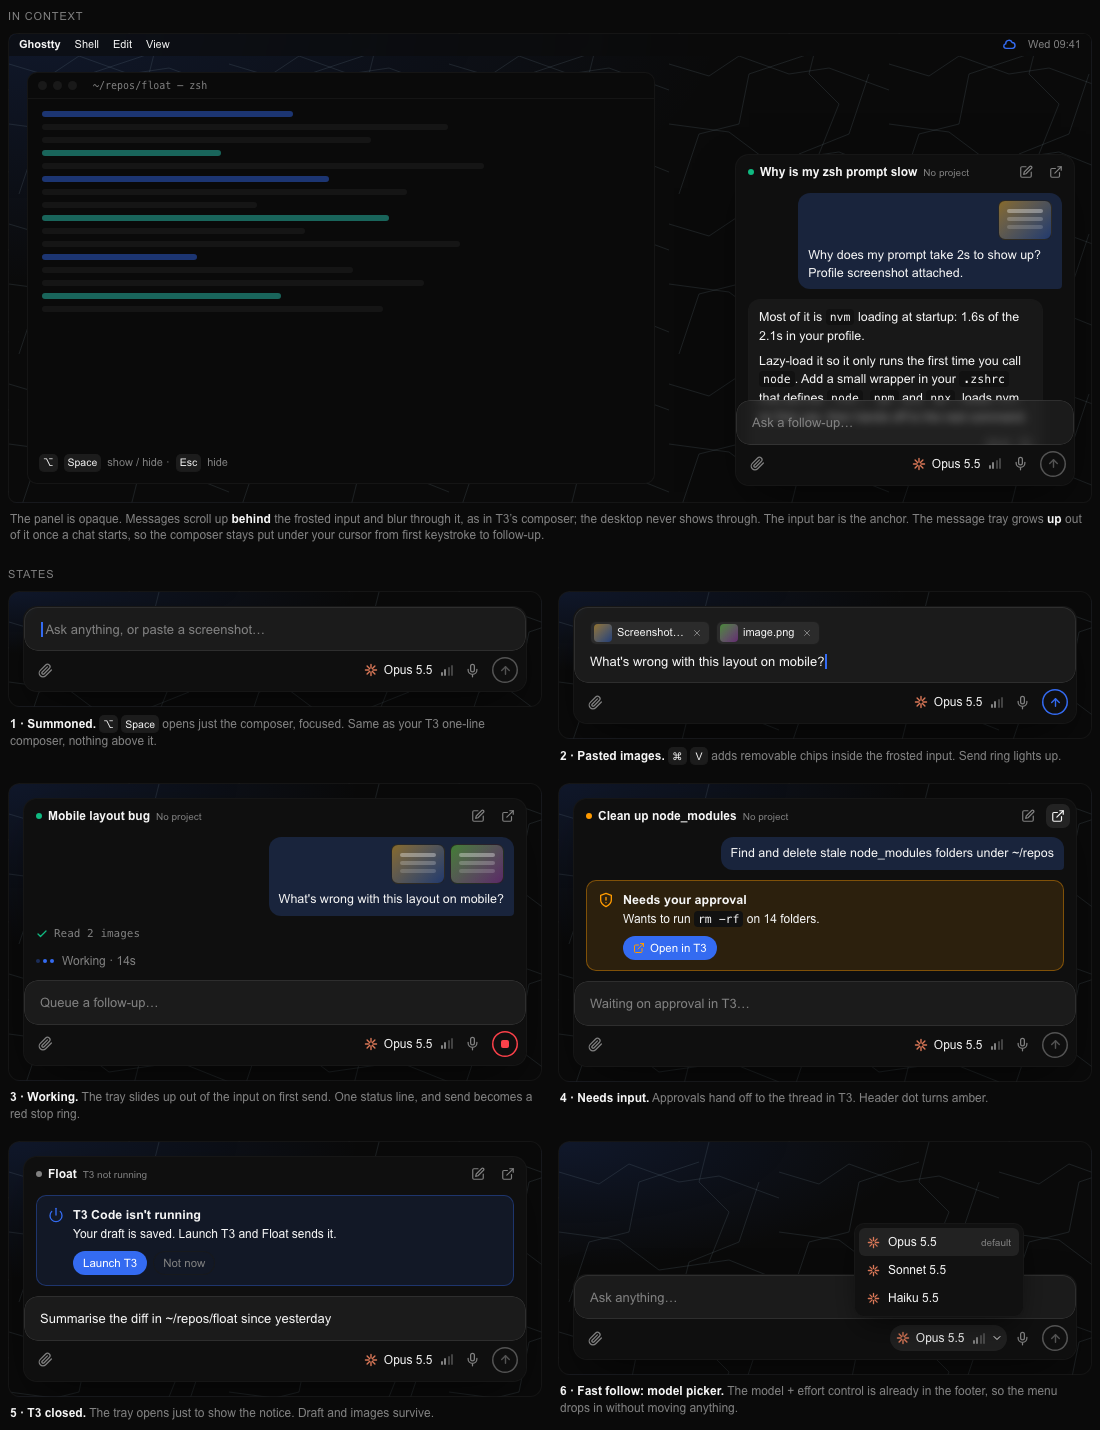 IN CONTEXT
Ghostty Shell Edit View
Wed 09:41
~/repos/float — zsh
Why is my zsh prompt slow No project
Why does my prompt take 2s to show up?
Profile screenshot attached.
Most of it is nvm loading at startup: 1.6s of the
2.1s in your profile.
Lazy-load it so it only runs the first time you call
node . Add a small wrapper in your .zshrc
that defines node npm and npx loads nvm
Ask a follow-up...
⌥ Space show / hide · Esc hide
Opus 5.5
The panel is opaque. Messages scroll up behind the frosted input and blur through it, as in T3's composer; the desktop never shows through. The input bar is the anchor. The message tray grows up out
of it once a chat starts, so the composer stays put under your cursor from first keystroke to follow-up.
STATES
Ask anything, or paste a screenshot...
Opus 5.5
1 · Summoned. ⌥ Space opens just the composer, focused. Same as your T3 one-line
composer, nothing above it.
Screenshot... × image.png ×
What's wrong with this layout on mobile?
Opus 5.5
2 · Pasted images. ⌘ V adds removable chips inside the frosted input. Send ring lights up.
Mobile layout bug No project
What's wrong with this layout on mobile?
Read 2 images
Working · 14s
Queue a follow-up...
Opus 5.5
3 · Working. The tray slides up out of the input on first send. One status line, and send becomes a
red stop ring.
Clean up node_modules No project
Find and delete stale node_modules folders under ~/repos
Needs your approval
Wants to run rm −rf on 14 folders.
Open in T3
Waiting on approval in T3...
Opus 5.5
4 · Needs input. Approvals hand off to the thread in T3. Header dot turns amber.
Float T3 not running
T3 Code isn't running
Your draft is saved. Launch T3 and Float sends it.
Launch T3 Not now
Summarise the diff in ~/repos/float since yesterday
Opus 5.5
5 · T3 closed. The tray opens just to show the notice. Draft and images survive.
Opus 5.5 default
Sonnet 5.5
Haiku 5.5
Ask anything...
Opus 5.5
6 · Fast follow: model picker. The model + effort control is already in the footer, so the menu
drops in without moving anything.